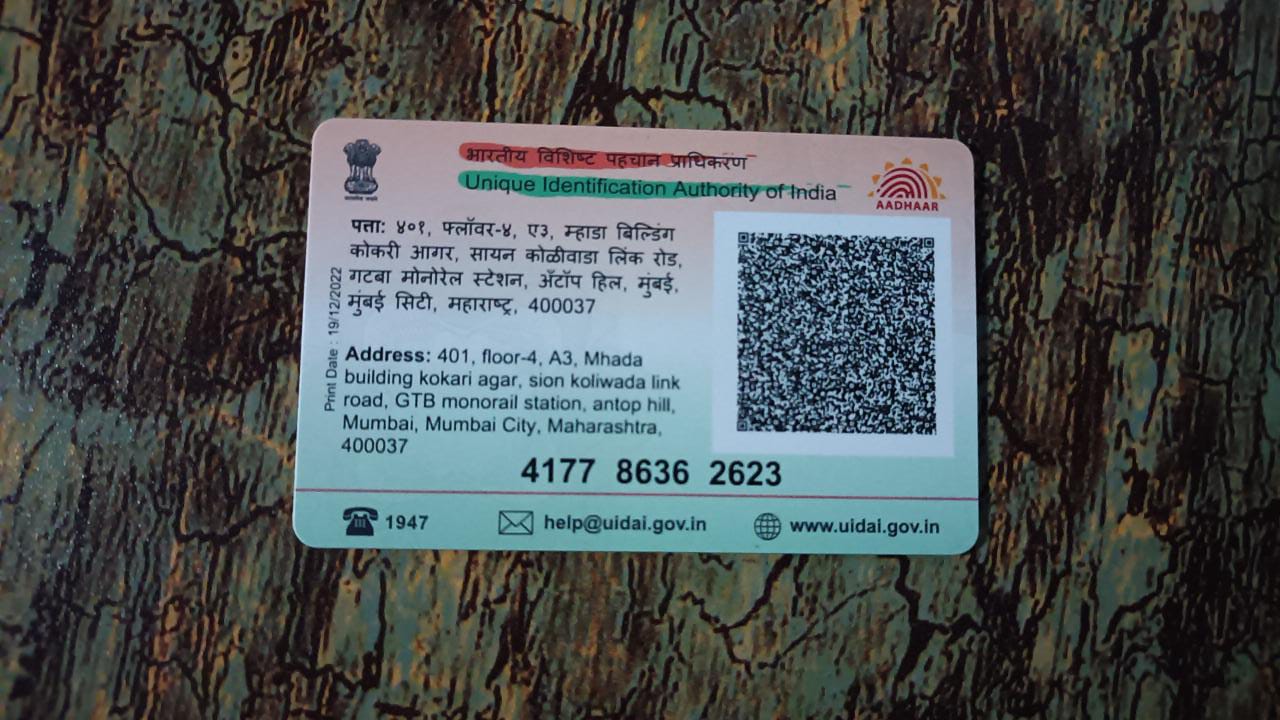 भारतीय विशिष्ट पहचान प्राधिकरण
Unique Identification Authority of India
AADHAAR
पता: ४०१, फ्लॉवर-४, ए३, म्हाडा बिल्डिंग
कोकरी आगर, सायन कोळीवाडा लिंक रोड,
गटबा मोनोरेल स्टेशन, अँटॉप हिल, मुंबई,
मुंबई सिटी, महाराष्ट्र, 400037
Print Date : 19/12/2022
Address: 401, floor-4, A3, Mhada
building kokari agar, sion koliwada link
road, GTB monorail station, antop hill,
Mumbai, Mumbai City, Maharashtra,
400037
4177 8636 2623
1947
help@uidai.gov.in
www.uidai.gov.in